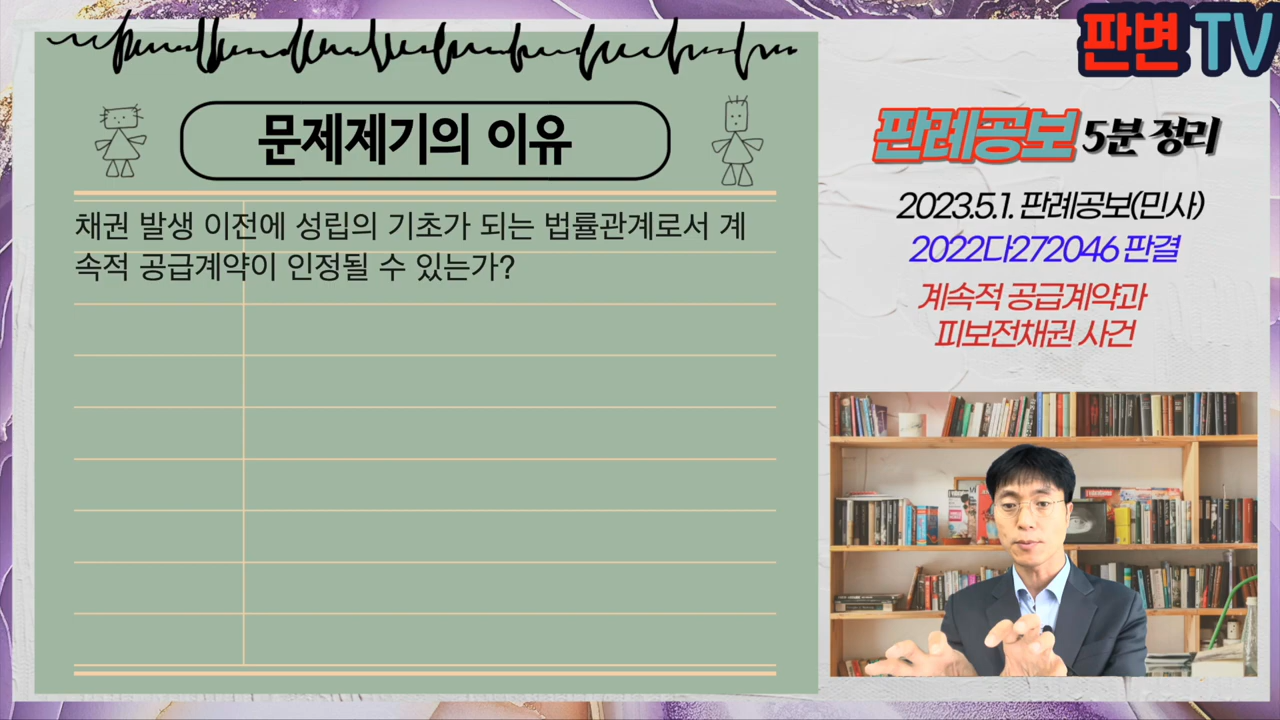 판변 TV
문제제기의 이유
채권 발생 이전에 성립의 기초가 되는 법률관계로서 계
속적 공급계약이 인정될 수 있는가?
판례공보 5분 정리
2023.5.1. 판례공보(민사)
2022다272046 판결
계속적 공급계약과
피보전채권 사건